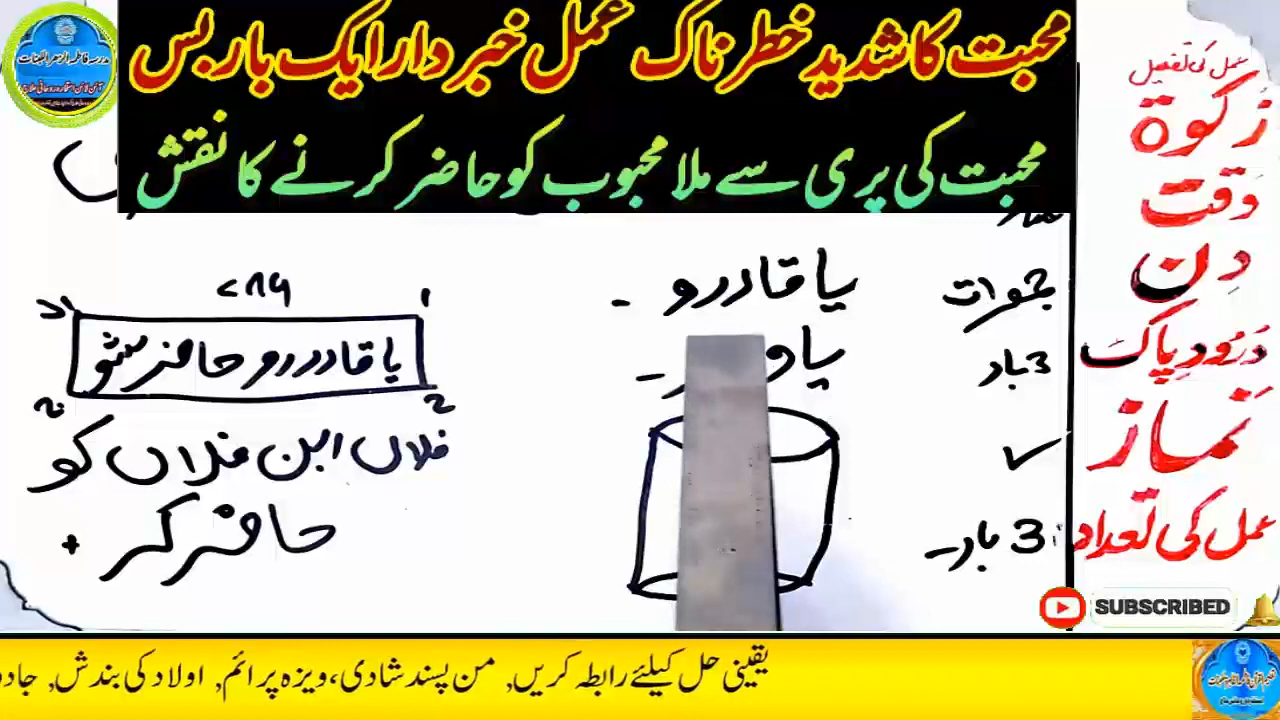 محبت کا شدید خطرناک عمل خبردار ایک بار بس
محبت کی پری سے ملا محبوب کو حاضر کرنے کا نقش
عمل کی تفصیل
زکوۃ
وقت
دن
جمعرات
درود پاک
3 بار
نماز
✓
عمل کی تعداد
3 بار
یا قادر رو
یا
۷۸۶
یا قادر رو حاضر شو
فلاں ابن فلاں کو
حاضر کر
SUBSCRIBED
یقینی حل کیلئے رابطہ کریں, من پسند شادی، ویزہ پرائم, اولاد کی بندش, جادو